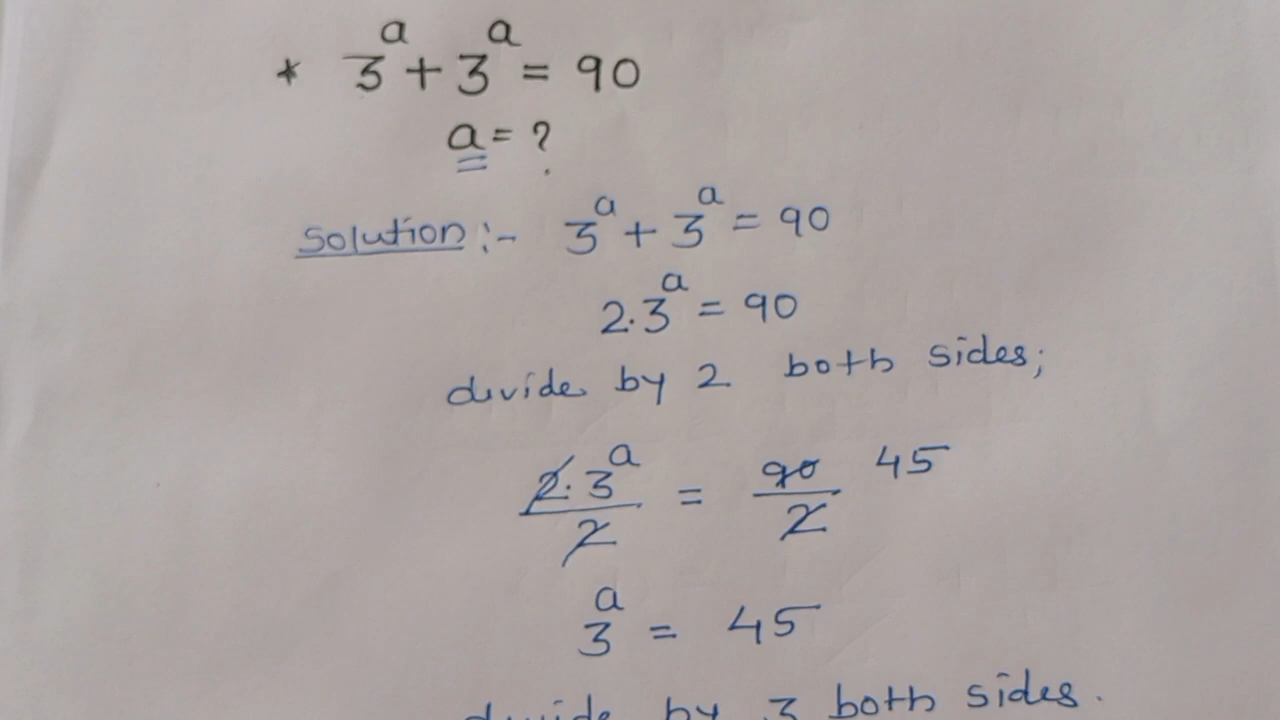 * 3^a + 3^a = 90
a = ?
Solution :- 3^a + 3^a = 90
2.3^a = 90
divide by 2 both sides;
2.3^a / 2 = 90 / 2 45
3^a = 45
divide by 3 both sides.